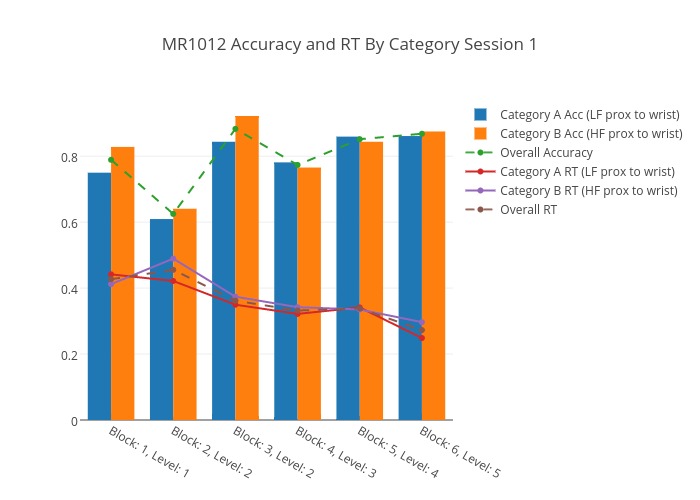 MR1012 Accuracy and RT By Category Session 1
Category A Acc (LF prox to wrist)
Category B Acc (HF prox to wrist)
Overall Accuracy
Category A RT (LF prox to wrist)
Category B RT (HF prox to wrist)
Overall RT
0.8
0.6
0.4
0.2
0
Block: 1, Level: 1
Block: 2, Level: 2
Block: 3, Level: 2
Block: 4, Level: 3
Block: 5, Level: 4
Block: 6, Level: 5